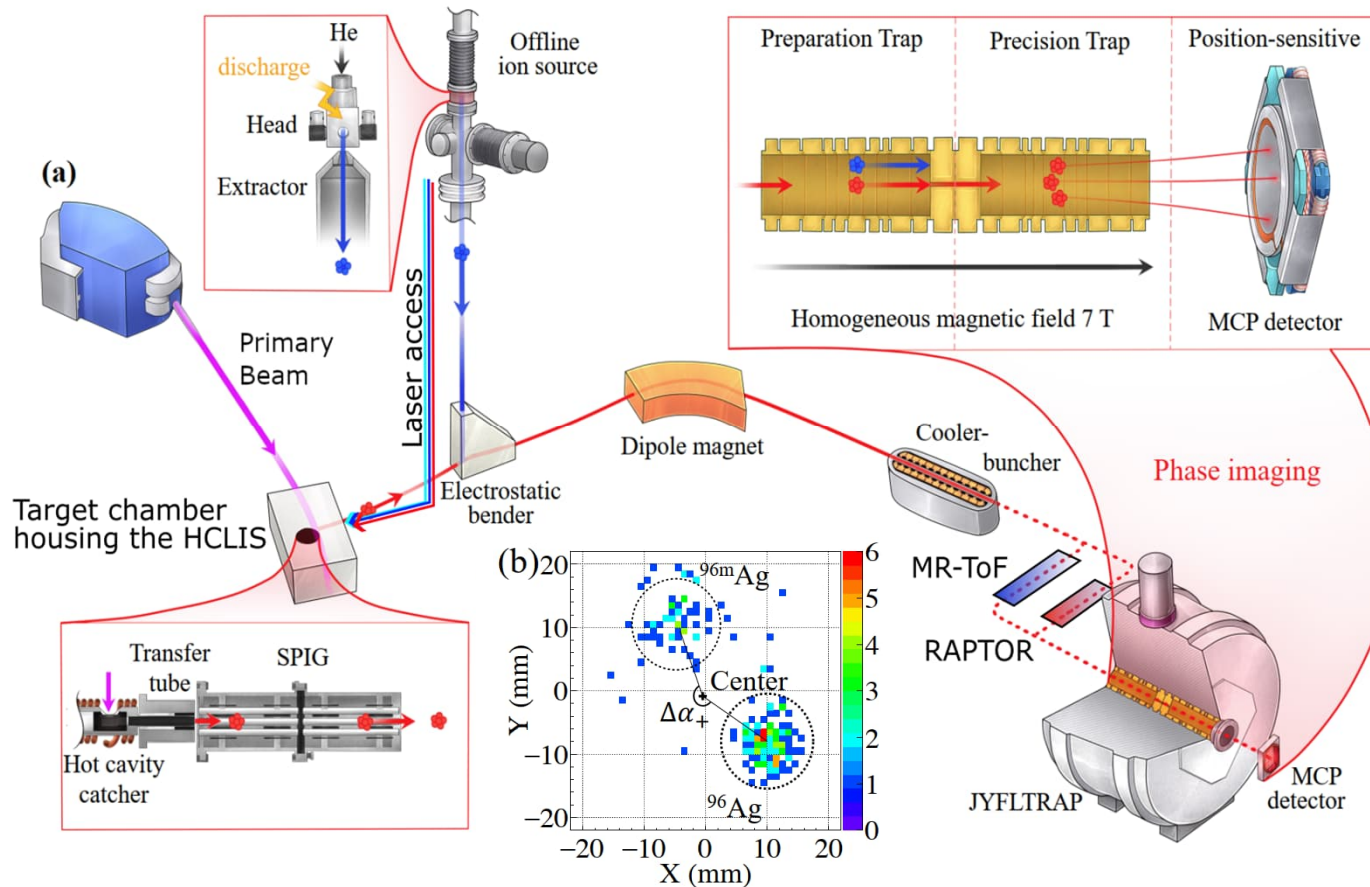 (a)
He
discharge
Head
Extractor
Offline
ion source
Preparation Trap
Precision Trap
Position-sensitive
Homogeneous magnetic field 7 T
MCP detector
Primary
Beam
Laser access
Dipole magnet
Cooler-
buncher
Phase imaging
Electrostatic
bender
Target chamber
housing the HCLIS
MR-ToF
RAPTOR
Transfer
tube
SPIG
Hot cavity
catcher
JYFLTRAP
MCP
detector
(b)
96mAg
Center
Δα+
96Ag
Y (mm)
20
10
0
−10
−20
−20
−10
0
10
20
X (mm)
6
5
4
3
2
1
0